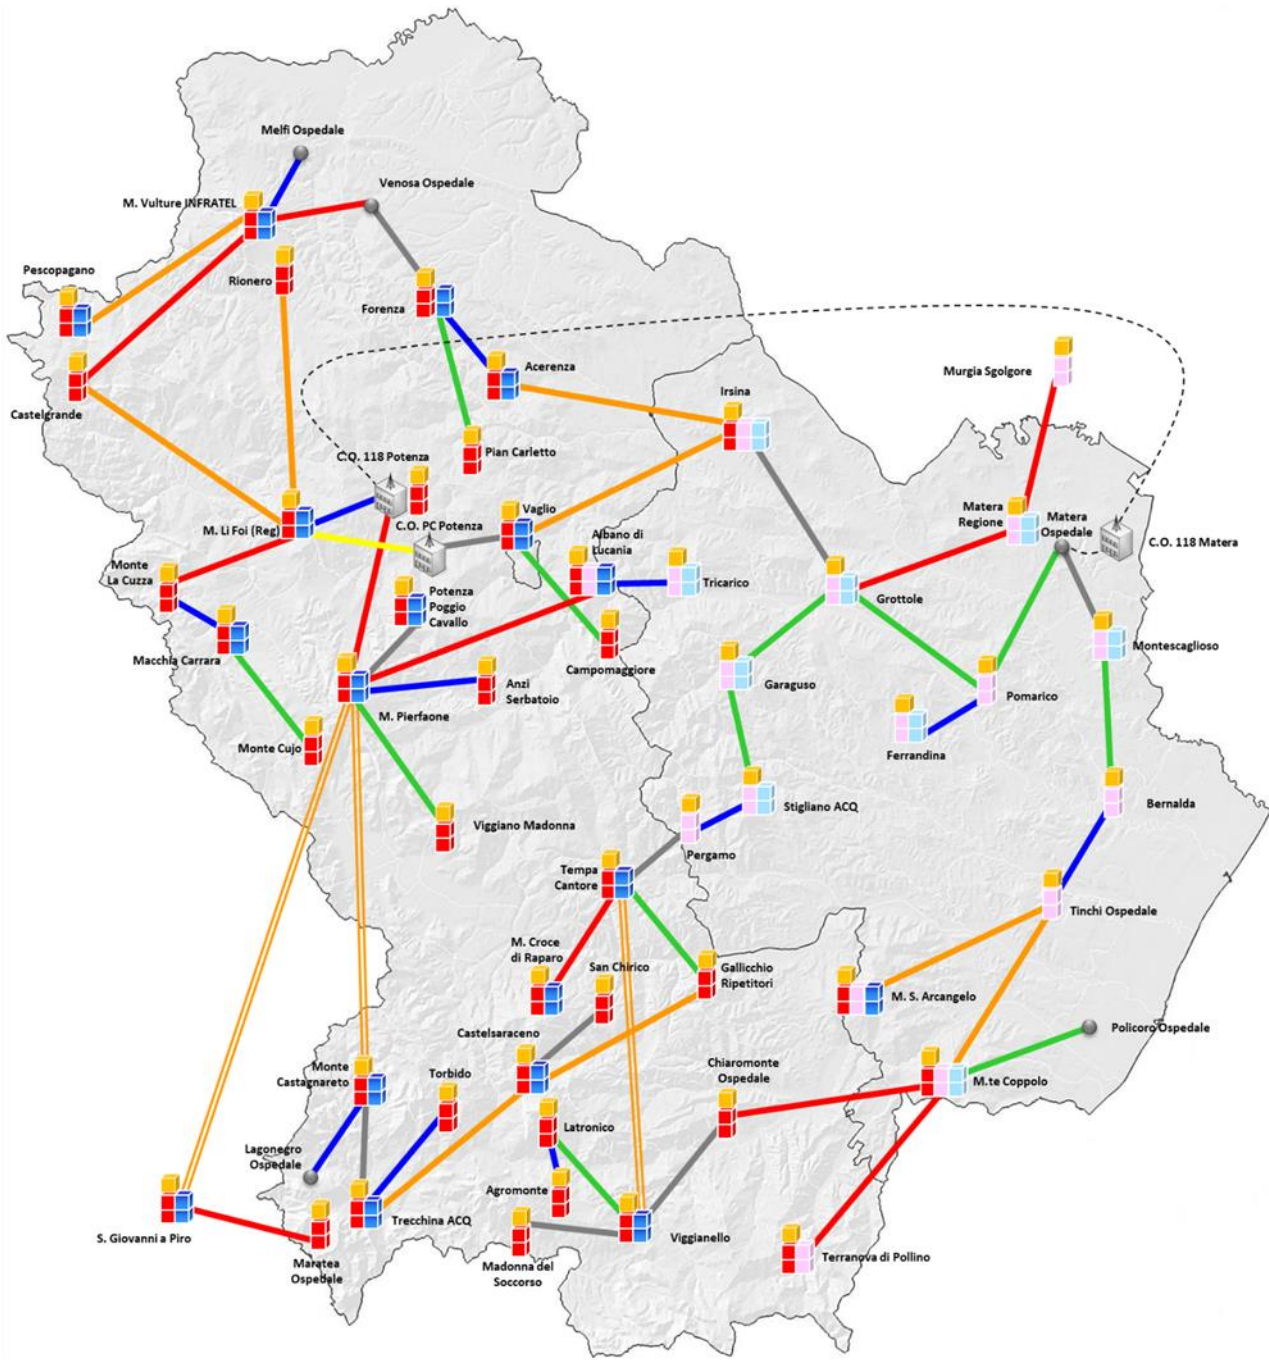 Melfi Ospedale
Venosa Ospedale
M. Vulture INFRATEL
Pescopagano
Rionero
Forenza
Castelgrande
Acerenza
Irsina
Murgia Sgolgore
Pian Carletto
C.O. 118 Potenza
M. Li Foi (Reg)
C.O. PC Potenza
Vaglio
Albano di
Lucania
Tricarico
Matera
Regione
Matera
Ospedale
C.O. 118 Matera
Monte
La Cuzza
Potenza
Poggio
Cavallo
Grottole
Macchia Carrara
Campomaggiore
Montescaglioso
Anzi
Serbatoio
Garaguso
Pomarico
M. Pierfaone
Monte Cujo
Ferrandina
Viggiano Madonna
Stigliano ACQ
Bernalda
Pergamo
Tempa
Cantore
Tinchi Ospedale
M. Croce
di Raparo
San Chirico
Gallicchio
Ripetitori
M. S. Arcangelo
Castelsaraceno
Policoro Ospedale
Monte
Castagnareto
Torbido
Chiaromonte
Ospedale
M.te Coppolo
Latronico
Lagonegro
Ospedale
Agromonte
Trecchina ACQ
S. Giovanni a Piro
Viggianello
Maratea
Ospedale
Madonna del
Soccorso
Terranova di Pollino